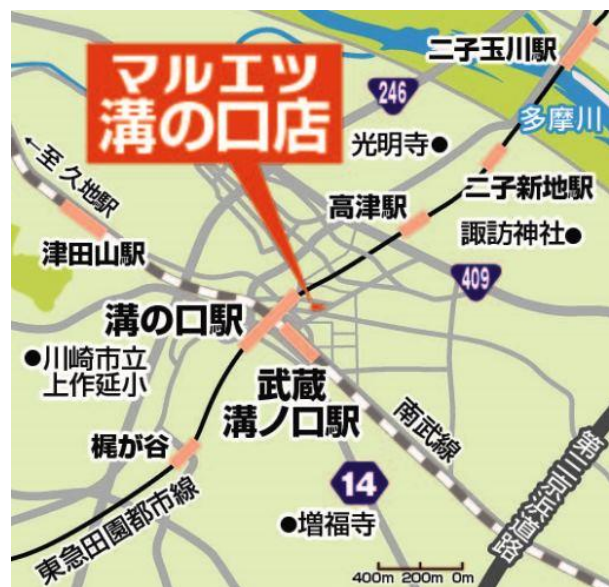 マルエツ
溝の口店
二子玉川駅
246
多摩川
光明寺
二子新地駅
←至 久地駅
高津駅
諏訪神社
津田山駅
409
溝の口駅
川崎市立
上作延小
武蔵
溝ノ口駅
南武線
梶が谷
第三京浜道路
14
東急田園都市線
増福寺
400m 200m 0m